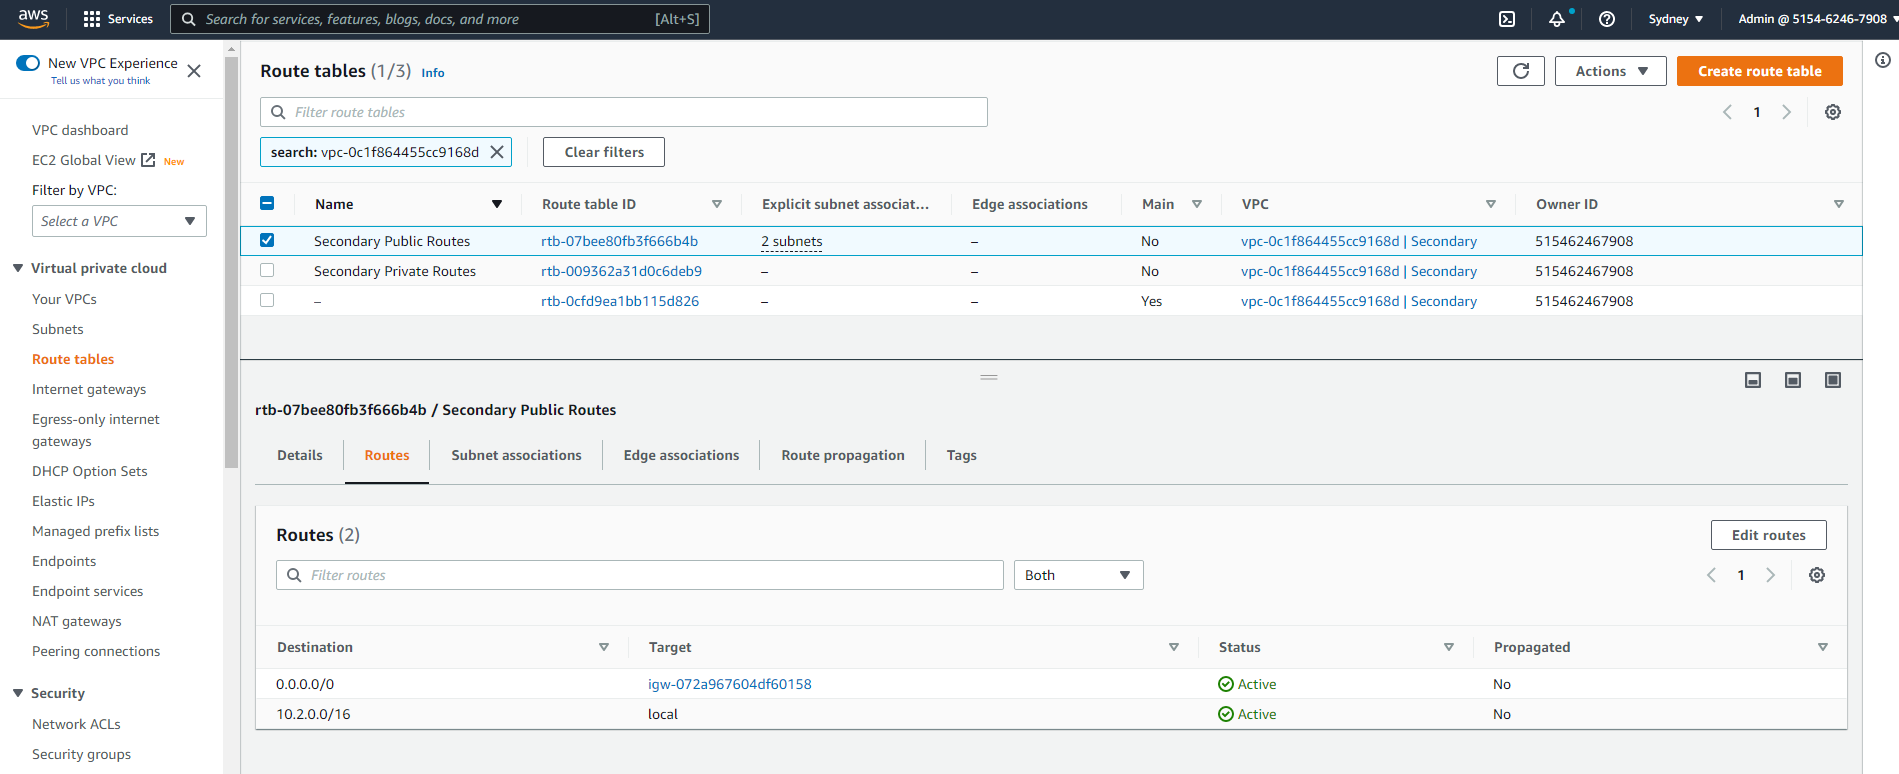 aws Services Search for services, features, blogs, docs, and more [Alt+S] Sydney Admin @ 5154-6246-7908
New VPC Experience
Tell us what you think
VPC dashboard
EC2 Global View New
Filter by VPC:
Select a VPC
Virtual private cloud
Your VPCs
Subnets
Route tables
Internet gateways
Egress-only internet
gateways
DHCP Option Sets
Elastic IPs
Managed prefix lists
Endpoints
Endpoint services
NAT gateways
Peering connections
Security
Network ACLs
Security groups
Route tables (1/3) Info Actions Create route table
Filter route tables 1
search: vpc-0c1f864455cc9168d Clear filters
Name Route table ID Explicit subnet associat... Edge associations Main VPC Owner ID
Secondary Public Routes rtb-07bee80fb3f666b4b 2 subnets – No vpc-0c1f864455cc9168d | Secondary 515462467908
Secondary Private Routes rtb-009362a31d0c6deb9 – – No vpc-0c1f864455cc9168d | Secondary 515462467908
– rtb-0cfd9ea1bb115d826 – – Yes vpc-0c1f864455cc9168d | Secondary 515462467908
rtb-07bee80fb3f666b4b / Secondary Public Routes
Details Routes Subnet associations Edge associations Route propagation Tags
Routes (2) Edit routes
Filter routes Both 1
Destination Target Status Propagated
0.0.0.0/0 igw-072a967604df60158 Active No
10.2.0.0/16 local Active No